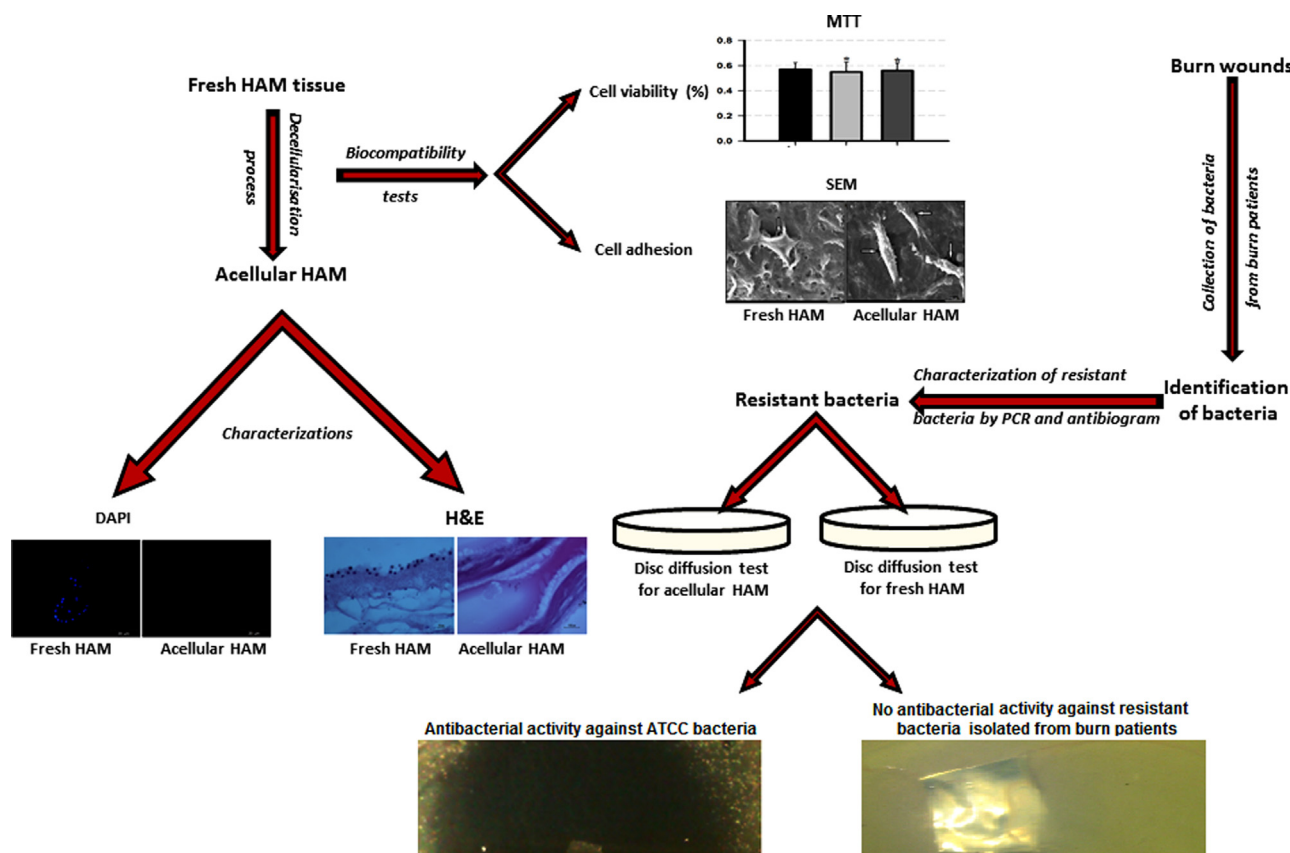 MTT
0.8
0.6
0.4
0.2
0.0
Fresh HAM tissue
Decellularisation
process
Biocompatibility
tests
Cell viability (%)
Cell adhesion
SEM
Fresh HAM
Acellular HAM
Burn wounds
Collection of bacteria
from burn patients
Acellular HAM
Characterizations
Identification
of bacteria
Characterization of resistant
bacteria by PCR and antibiogram
Resistant bacteria
DAPI
Fresh HAM
Acellular HAM
H&E
Fresh HAM
Acellular HAM
Disc diffusion test
for acellular HAM
Disc diffusion test
for fresh HAM
Antibacterial activity against ATCC bacteria
No antibacterial activity against resistant
bacteria isolated from burn patients